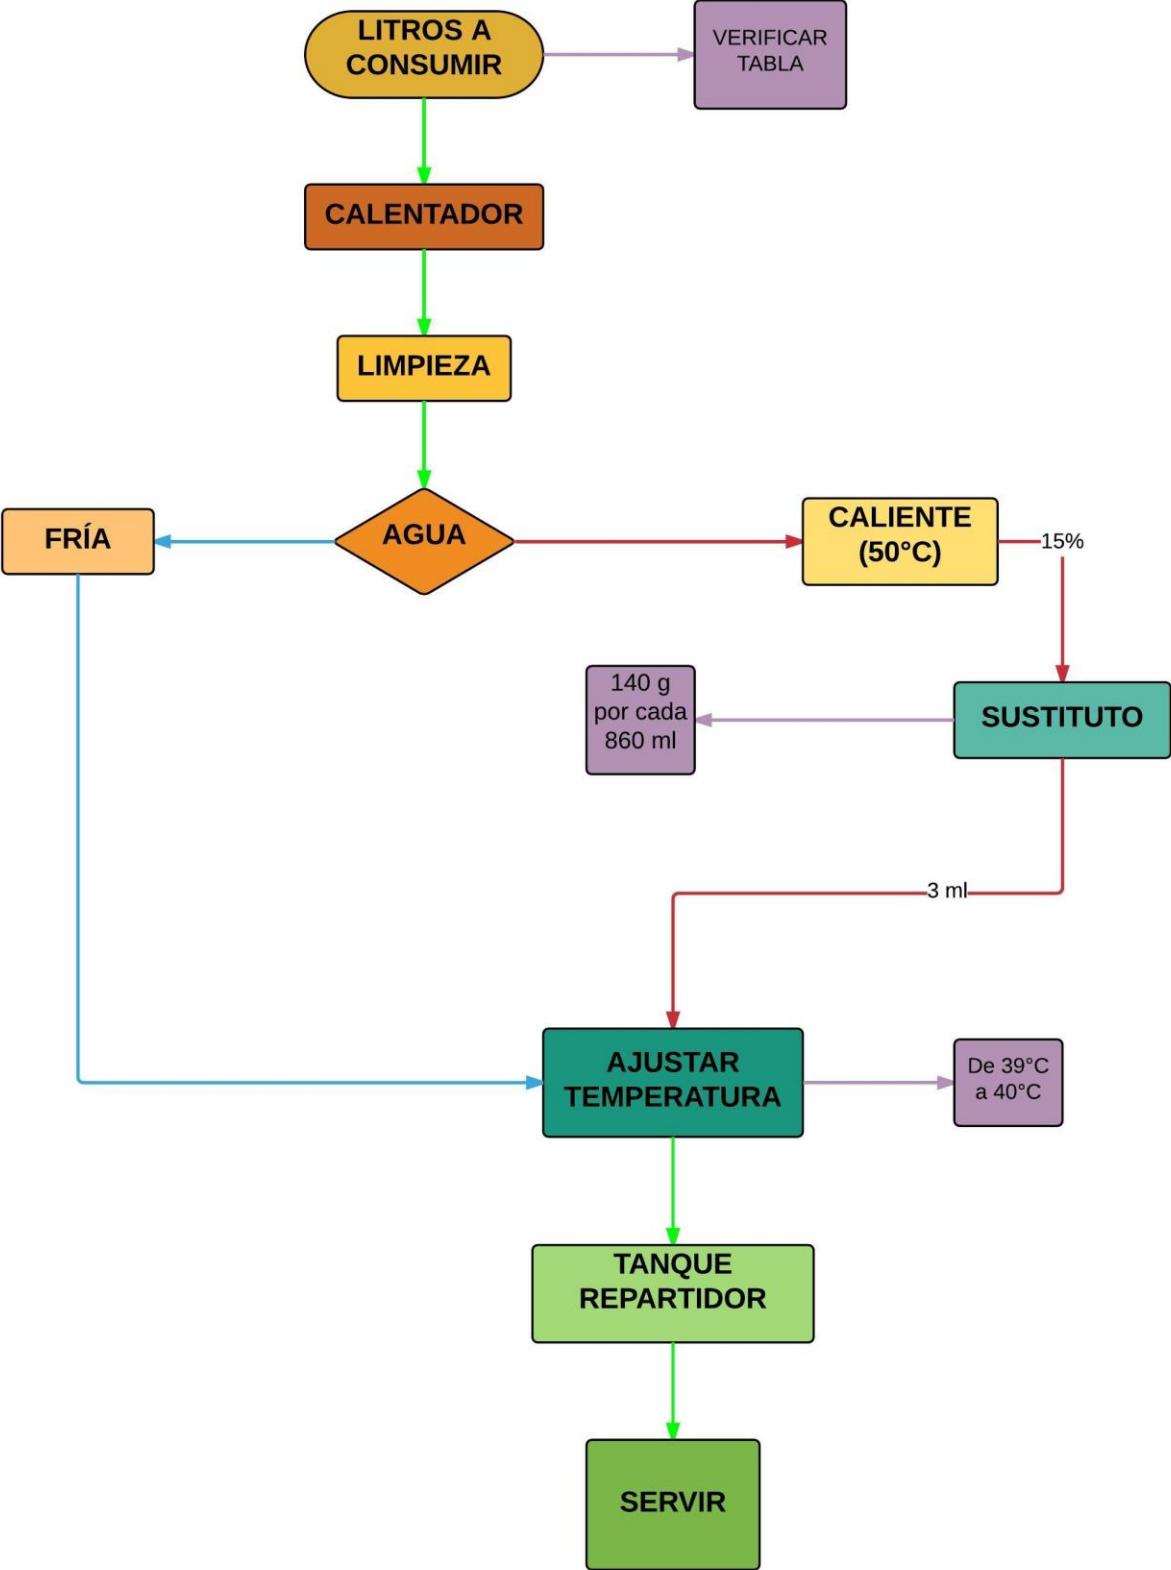 LITROS A
CONSUMIR
VERIFICAR
TABLA
CALENTADOR
LIMPIEZA
FRÍA
AGUA
CALIENTE
(50°C)
15%
140 g
por cada
860 ml
SUSTITUTO
3 ml
AJUSTAR
TEMPERATURA
De 39°C
a 40°C
TANQUE
REPARTIDOR
SERVIR